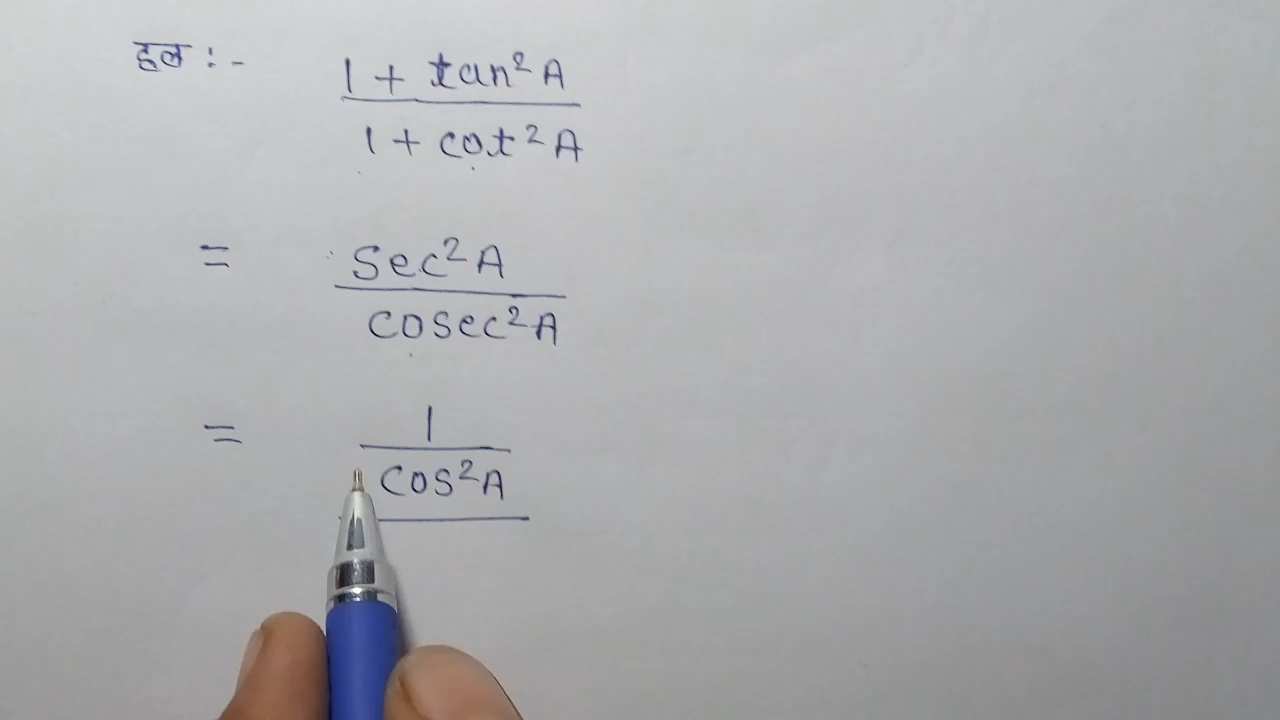 हल :-
1 + tan²A
1 + cot²A
= sec²A
cosec²A
= 1
cos²A